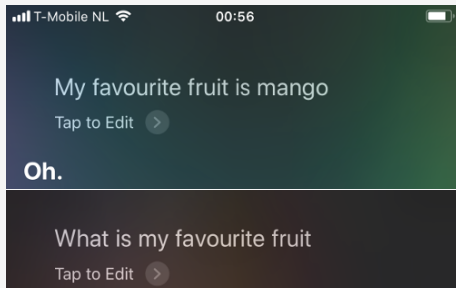 T-Mobile NL 00:56
My favourite fruit is mango
Tap to Edit
Oh.
What is my favourite fruit
Tap to Edit